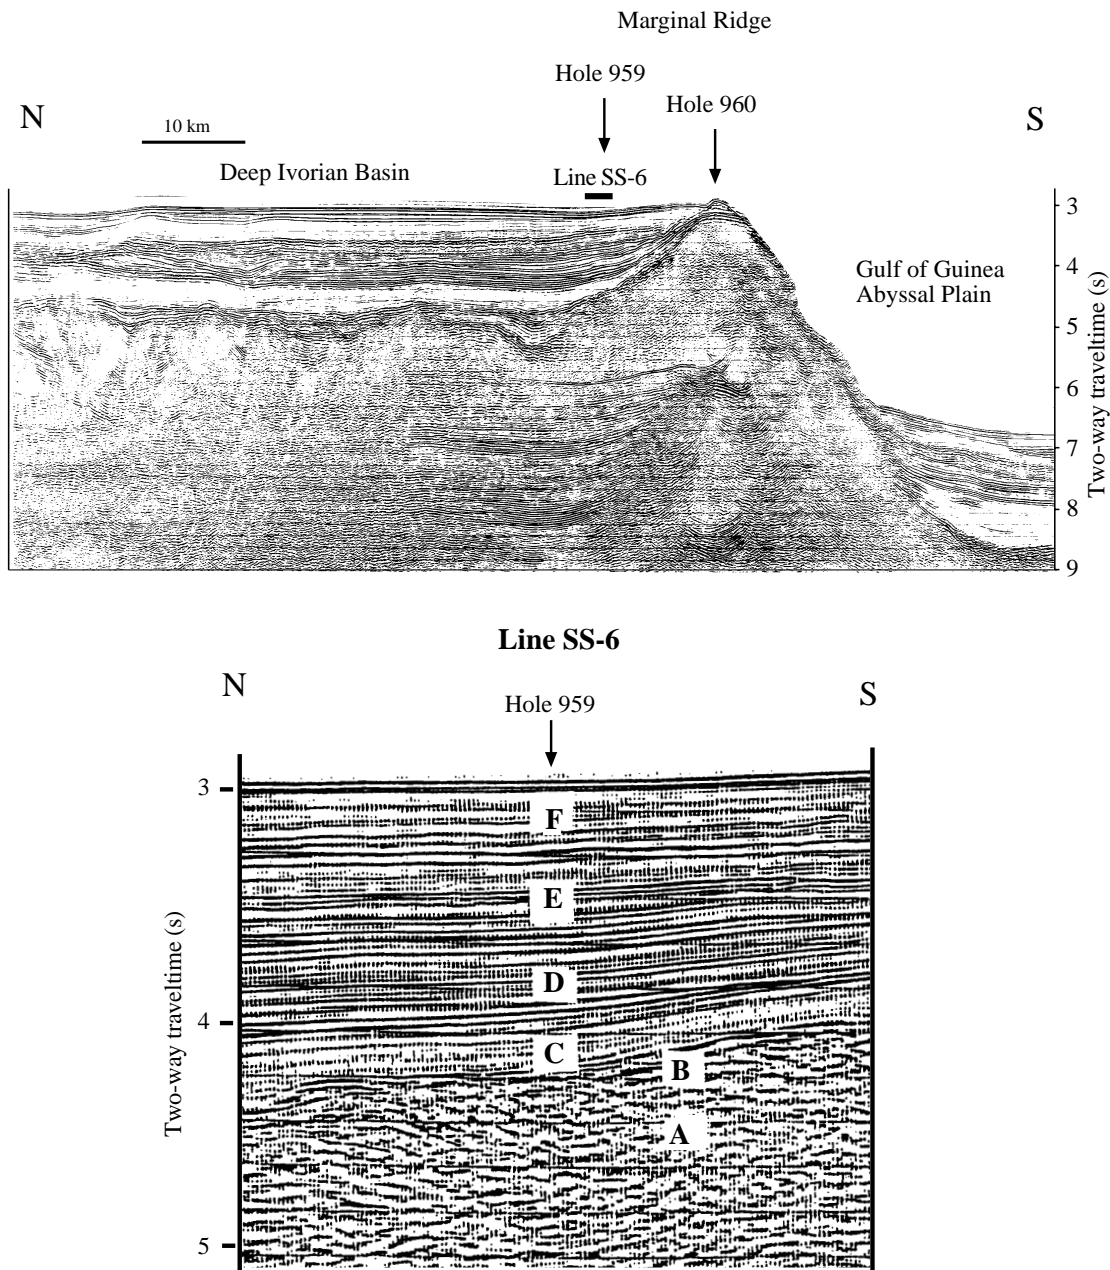 Marginal Ridge
Hole 959
Hole 960
N
S
10 km
Deep Ivorian Basin
Line SS-6
3
4
Gulf of Guinea
Abyssal Plain
5
6
7
8
9
Two-way traveltime (s)
Line SS-6
N
S
Hole 959
3
F
E
D
4
C
B
A
5
Two-way traveltime (s)